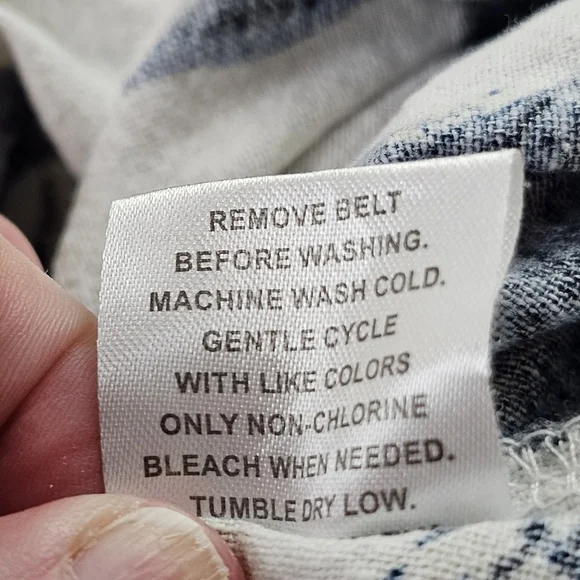 REMOVE BELT
BEFORE WASHING.
MACHINE WASH COLD.
GENTLE CYCLE
WITH LIKE COLORS
ONLY NON-CHLORINE
BLEACH WHEN NEEDED.
TUMBLE DRY LOW.